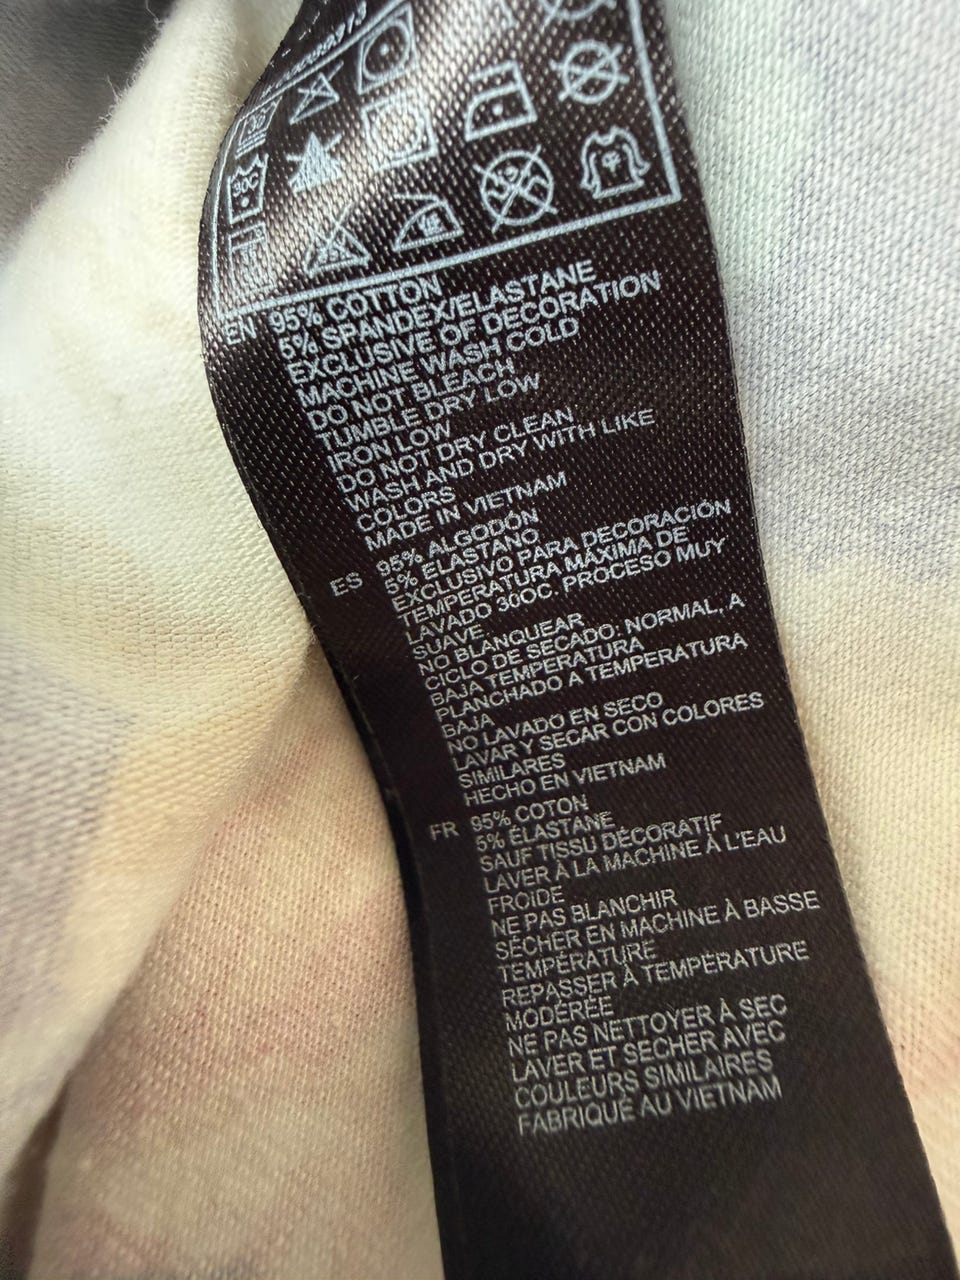 EN 95% COTTON
5% SPANDEX/ELASTANE
EXCLUSIVE OF DECORATION
MACHINE WASH COLD
DO NOT BLEACH
TUMBLE DRY LOW
IRON LOW
DO NOT DRY CLEAN
WASH AND DRY WITH LIKE
COLORS
MADE IN VIETNAM
ES 95% ALGODÓN
5% ELASTANO
EXCLUSIVO PARA DECORACIÓN
TEMPERATURA MÁXIMA DE
LAVADO 30OC. PROCESO MUY
SUAVE
NO BLANQUEAR
CICLO DE SECADO: NORMAL, A
BAJA TEMPERATURA
PLANCHADO A TEMPERATURA
BAJA
NO LAVADO EN SECO
LAVAR Y SECAR CON COLORES
SIMILARES
HECHO EN VIETNAM
FR 95% COTON
5% ÉLASTANE
SAUF TISSU DÉCORATIF
LAVER À LA MACHINE À L'EAU
FROIDE
NE PAS BLANCHIR
SÉCHER EN MACHINE À BASSE
TEMPÉRATURE
REPASSER À TEMPÉRATURE
MODÉRÉE
NE PAS NETTOYER À SEC
LAVER ET SÉCHER AVEC
COULEURS SIMILAIRES
FABRIQUÉ AU VIETNAM